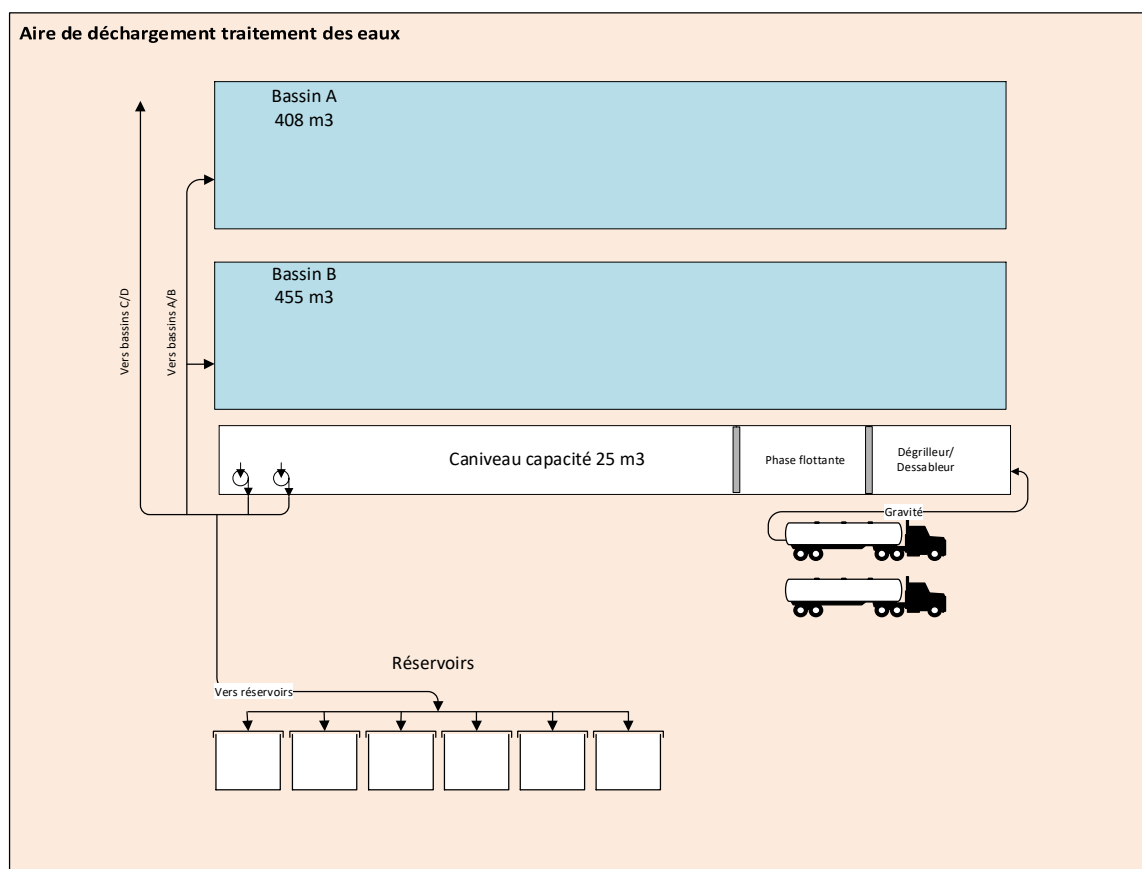 Aire de déchargement traitement des eaux
Bassin A
408 m3
Bassin B
455 m3
Vers bassins C/D
Vers bassins A/B
Caniveau capacité 25 m3
Phase flottante
Dégrilleur/
Dessableur
Gravité
Réservoirs
Vers réservoirs